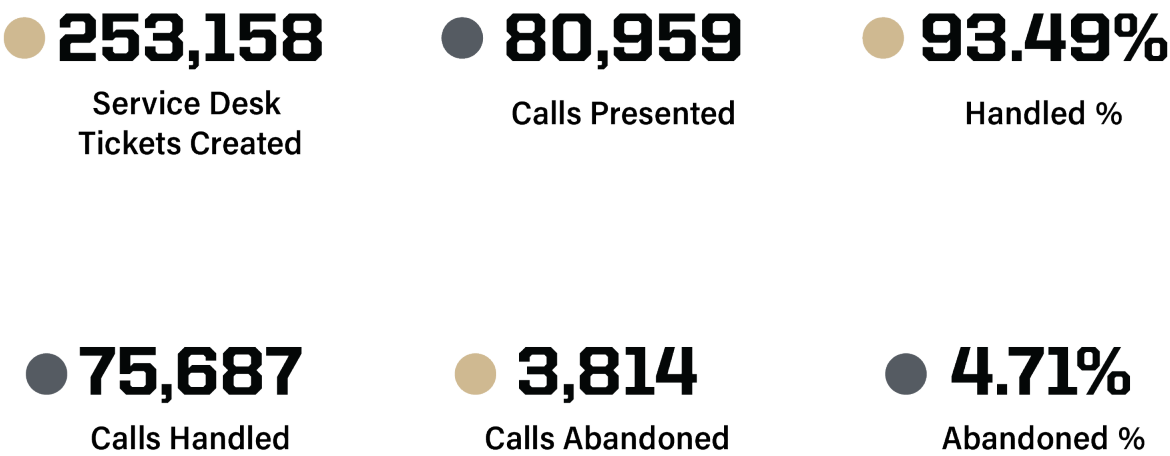 253,158
Service Desk
Tickets Created
80,959
Calls Presented
93.49%
Handled %
75,687
Calls Handled
3,814
Calls Abandoned
4.71%
Abandoned %